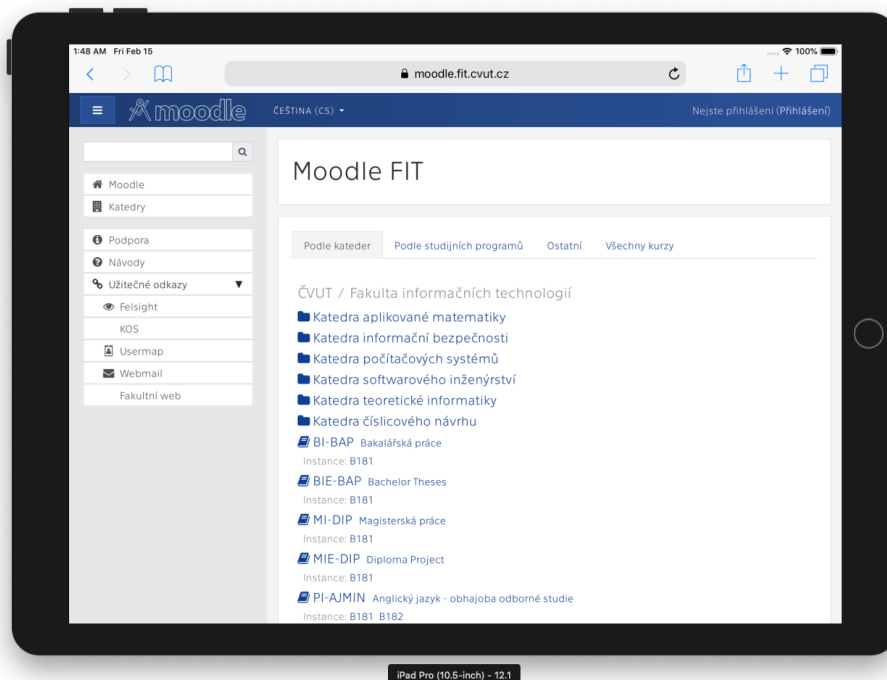 1:48 AM Fri Feb 15
100%
moodle.fit.cvut.cz
moodle
ČEŠTINA (CS)
Nejste přihlášeni (Přihlášení)
Moodle
Katedry
Podpora
Návody
Užitečné odkazy
Felsight
KOS
Usermap
Webmail
Fakultní web
Moodle FIT
Podle kateder Podle studijních programů Ostatní Všechny kurzy
ČVUT / Fakulta informačních technologií
Katedra aplikované matematiky
Katedra informační bezpečnosti
Katedra počítačových systémů
Katedra softwarového inženýrství
Katedra teoretické informatiky
Katedra číslicového návrhu
BI-BAP Bakalářská práce
Instance: B181
BIE-BAP Bachelor Theses
Instance: B181
MI-DIP Magisterská práce
Instance: B181
MIE-DIP Diploma Project
Instance: B181
PI-AJMIN Anglický jazyk - obhajoba odborné studie
Instance: B181 B182
iPad Pro (10.5-inch) - 12.1